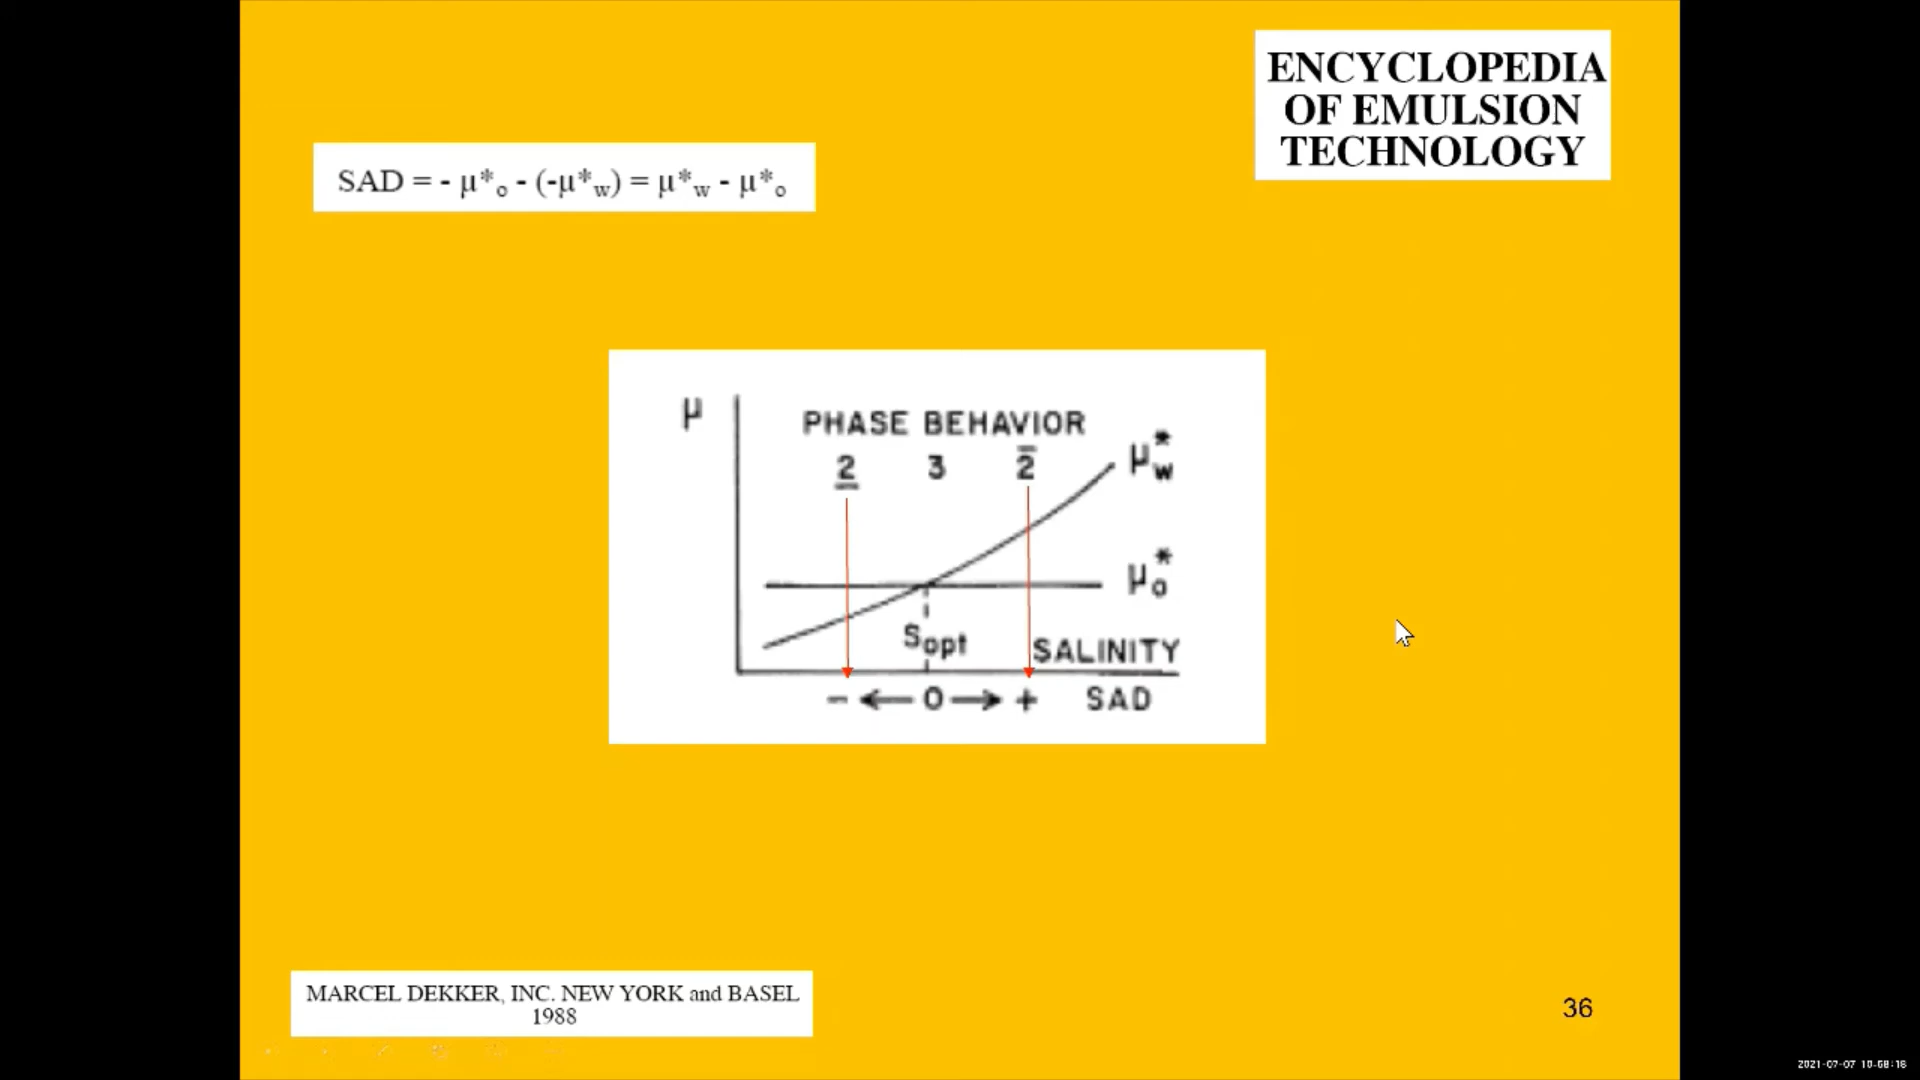 ENCYCLOPEDIA
OF EMULSION
TECHNOLOGY
SAD = - μ*o - (-μ*w) = μ*w - μ*o
μ
PHASE BEHAVIOR
2 3 2̅
μ*w
μ*o
Sopt
SALINITY
- ← 0 → + SAD
MARCEL DEKKER, INC. NEW YORK and BASEL
1988
36
2021-07-07 10:58:16